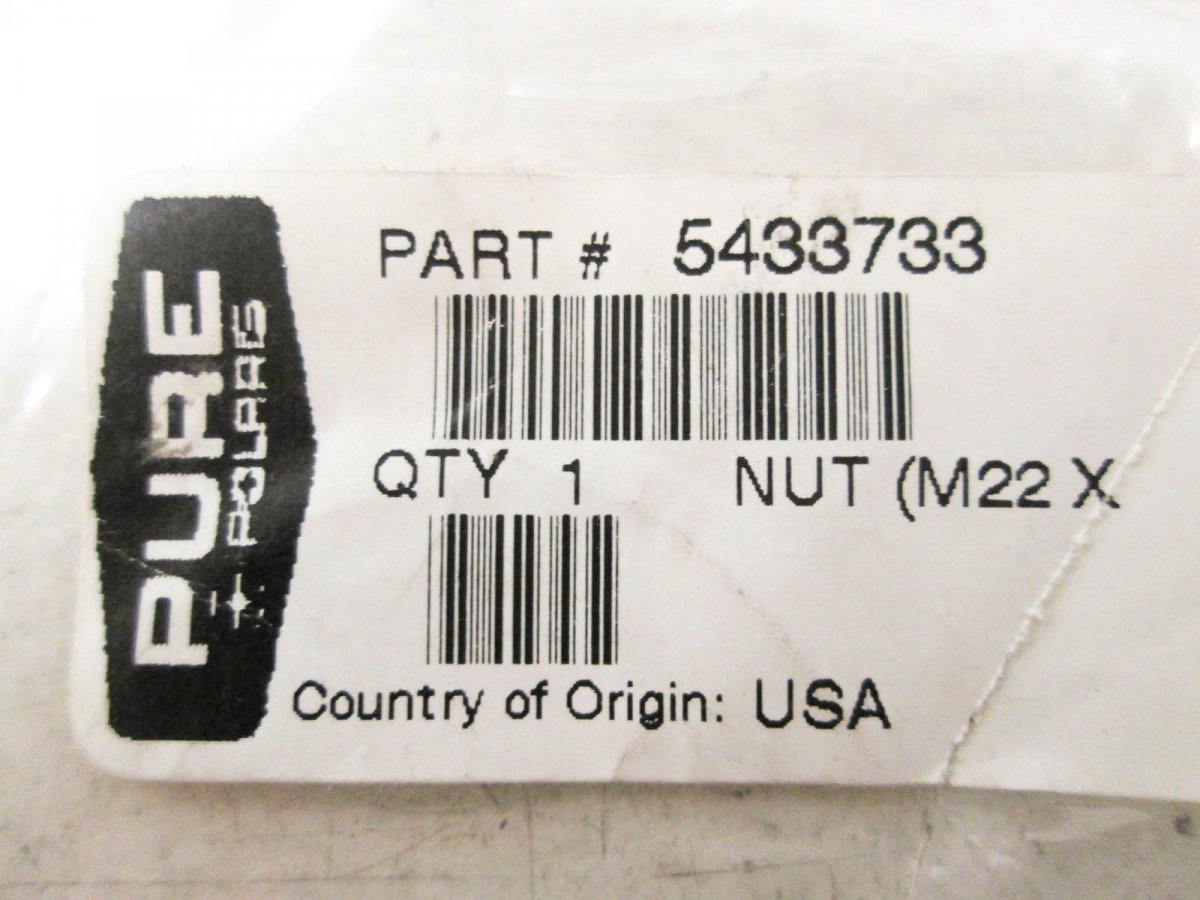 PURE
POLARIS
PART # 5433733
QTY 1 NUT (M22 X
Country of Origin: USA